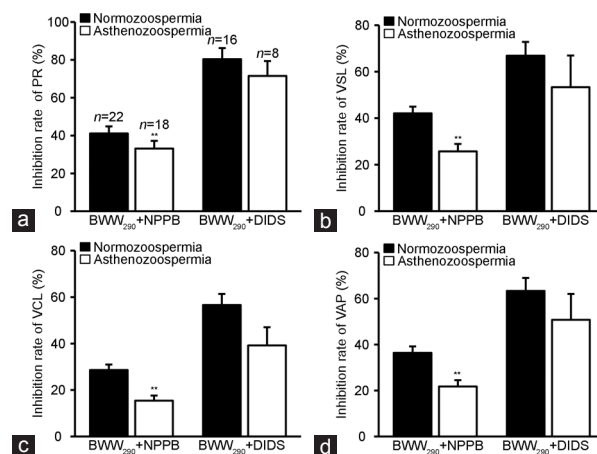 Normozoospermia
Asthenozoospermia
Inhibition rate of PR (%)
100
80
60
40
20
0
n=22
n=18
**
n=16
n=8
BWW290+NPPB
BWW290+DIDS
a
Normozoospermia
Asthenozoospermia
Inhibition rate of VSL (%)
80
60
40
20
0
**
BWW290+NPPB
BWW290+DIDS
b
Normozoospermia
Asthenozoospermia
Inhibition rate of VCL (%)
80
60
40
20
0
**
BWW290+NPPB
BWW290+DIDS
c
Normozoospermia
Asthenozoospermia
Inhibition rate of VAP (%)
80
60
40
20
0
**
BWW290+NPPB
BWW290+DIDS
d